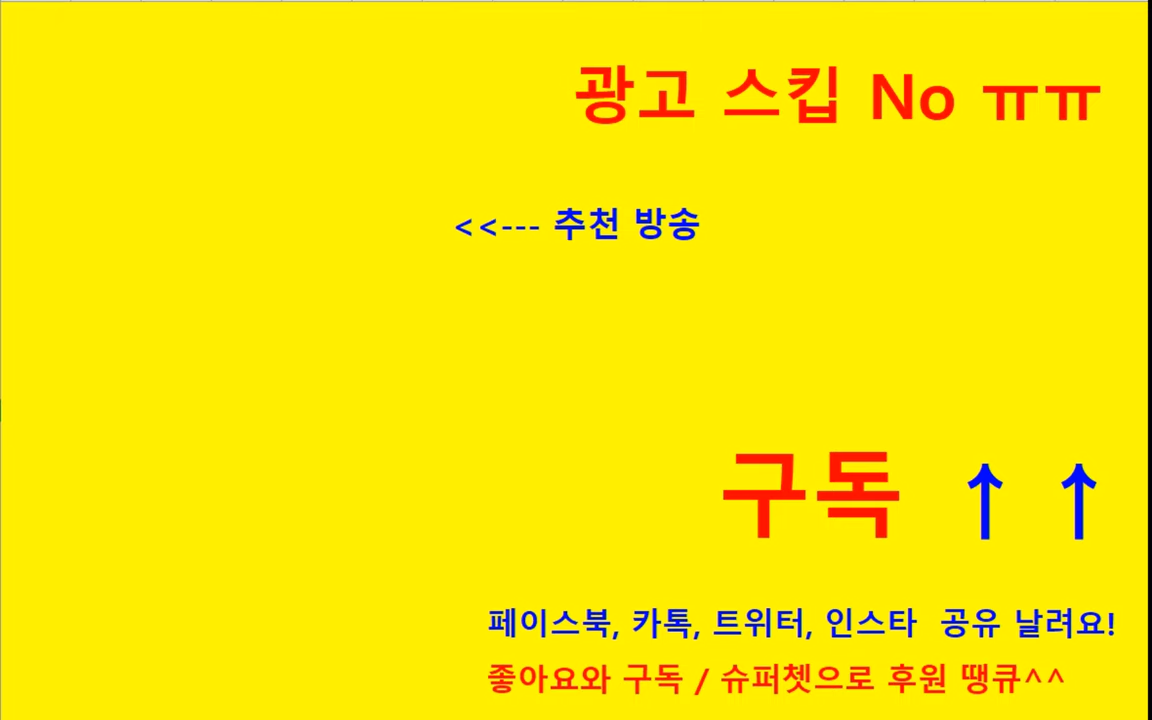 광고 스킵 No ㅠㅠ
<<--- 추천 방송
구독 ↑ ↑
페이스북, 카톡, 트위터, 인스타 공유 날려요!
좋아요와 구독 / 슈퍼쳇으로 후원 땡큐^^